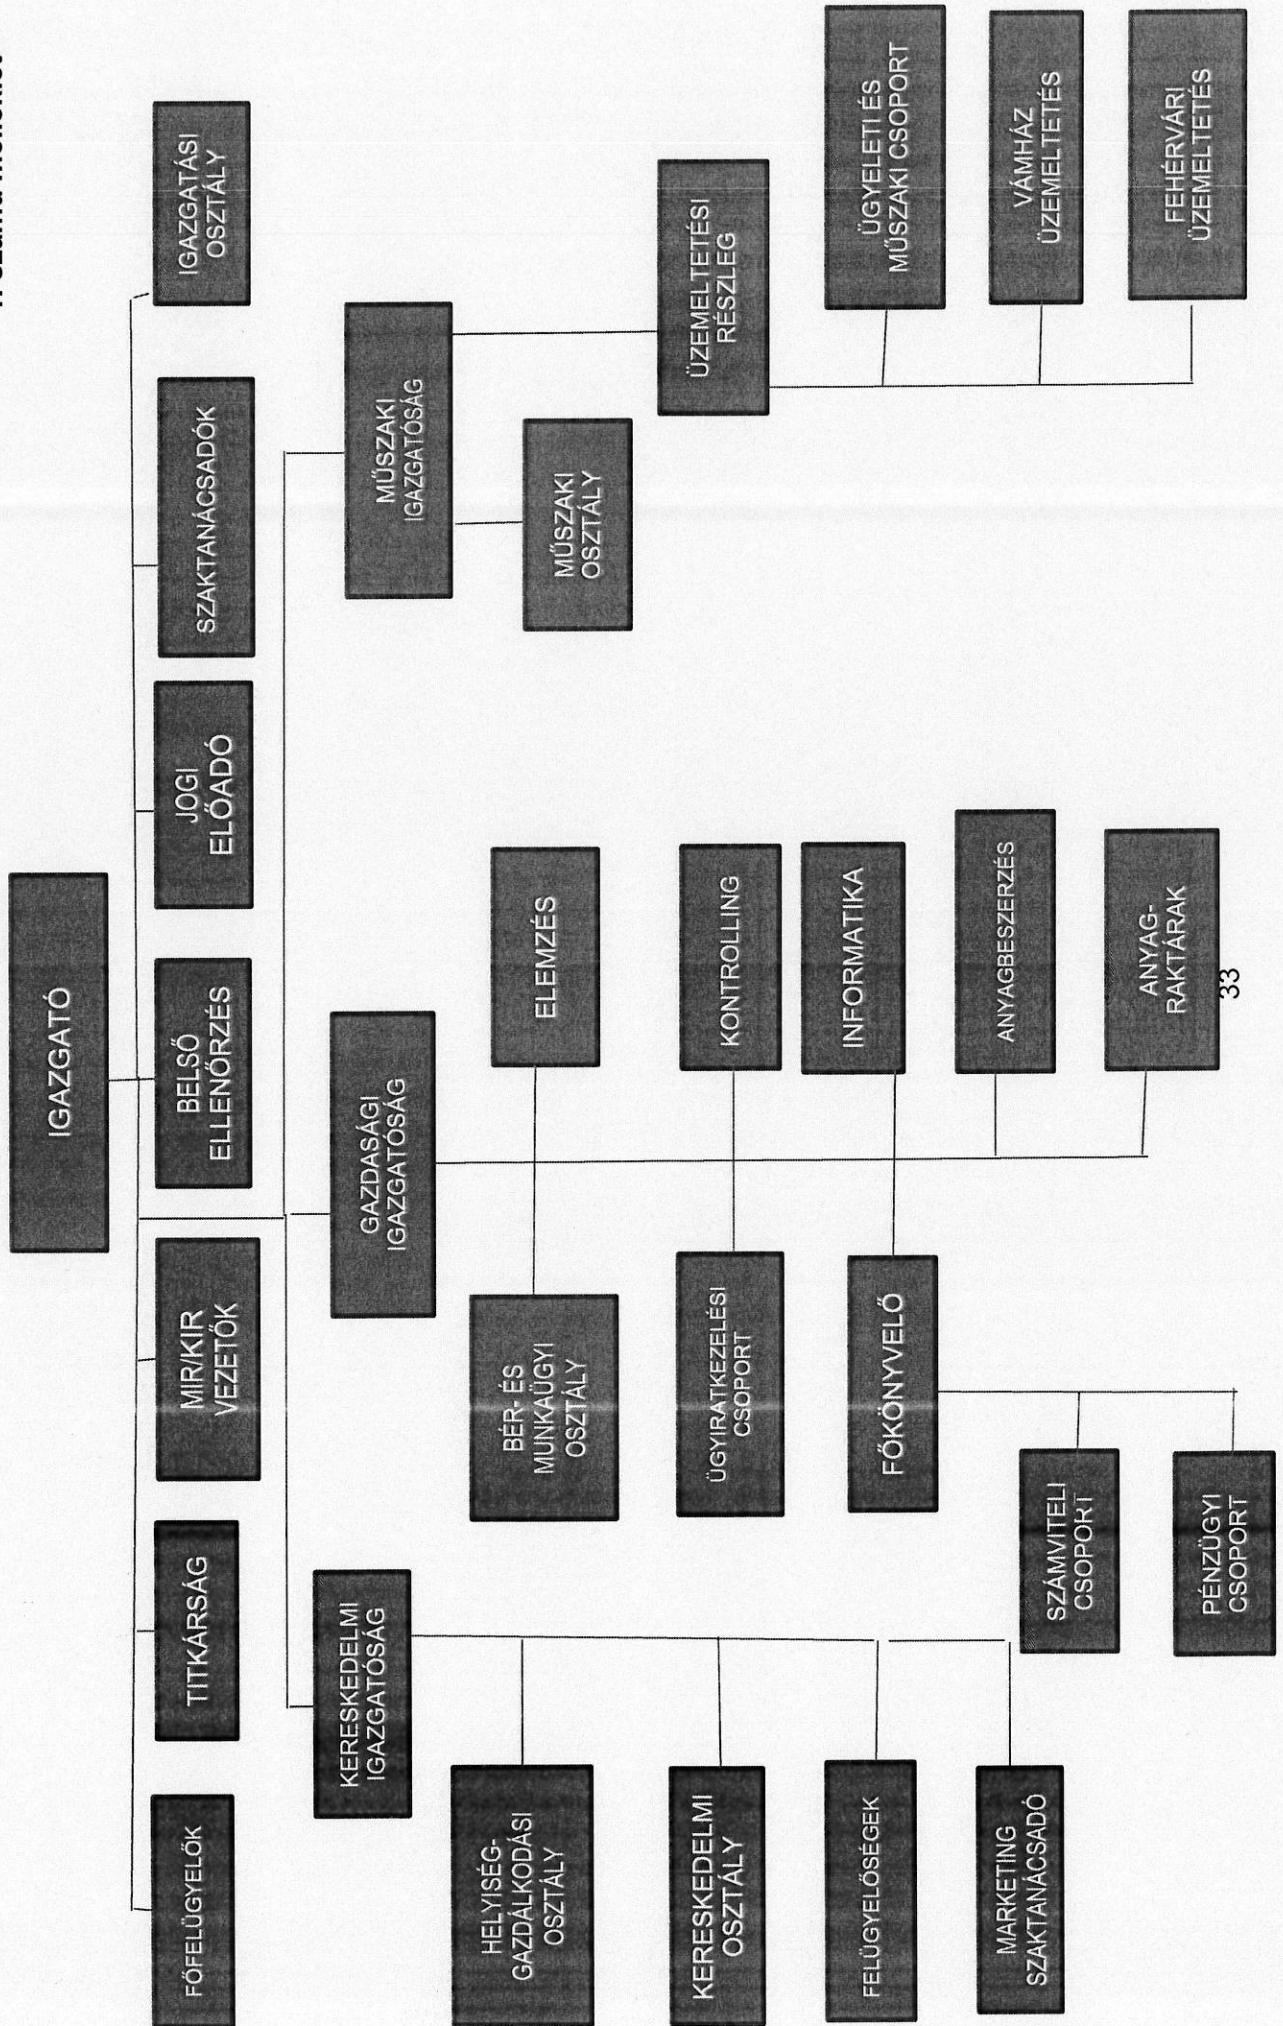 számú melléklet
IGAZGATÓ
FŐFELÜGYELŐK
TITKÁRSÁG
MIR/KIR
VEZETŐK
BELSŐ
ELLENŐRZÉS
JOGI
ELŐADÓ
SZAKTANÁCSADÓK
IGAZGATÁSI
OSZTÁLY
KERESKEDELMI
IGAZGATÓSÁG
GAZDASÁGI
IGAZGATÓSÁG
MŰSZAKI
IGAZGATÓSÁG
HELYISÉG-
GAZDÁLKODÁSI
OSZTÁLY
KERESKEDELMI
OSZTÁLY
FELÜGYELŐSÉGEK
MARKETING
SZAKTANÁCSADÓ
BÉR- ÉS
MUNKAÜGYI
OSZTÁLY
ELEMZÉS
ÜGYIRATKEZELÉSI
CSOPORT
KONTROLLING
FŐKÖNYVELŐ
INFORMATIKA
SZÁMVITELI
CSOPORT
PÉNZÜGYI
CSOPORT
ANYAGBESZERZÉS
ANYAG-
RAKTÁRAK
MŰSZAKI
OSZTÁLY
ÜZEMELTETÉSI
RÉSZLEG
ÜGYELETI ÉS
MŰSZAKI CSOPORT
VÁMHÁZ
ÜZEMELTETÉS
FEHÉRVÁRI
ÜZEMELTETÉS
33